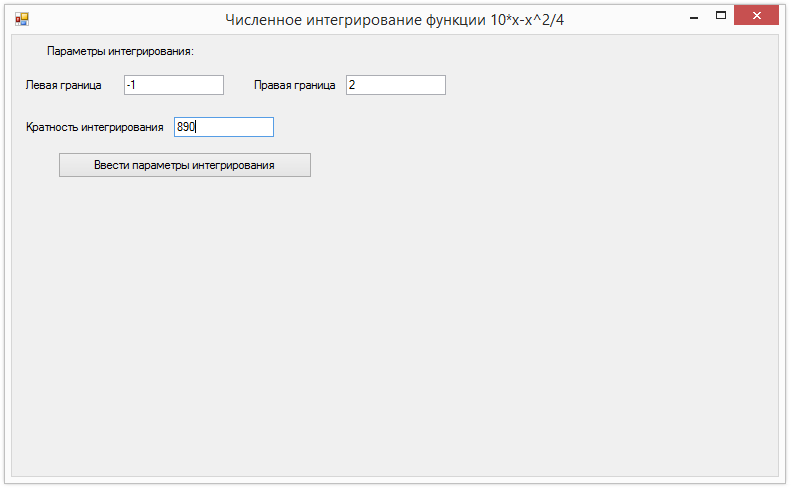 Численное интегрирование функции 10*x-x^2/4
Параметры интегрирования:
Левая граница -1 Правая граница 2
Кратность интегрирования 890
Ввести параметры интегрирования